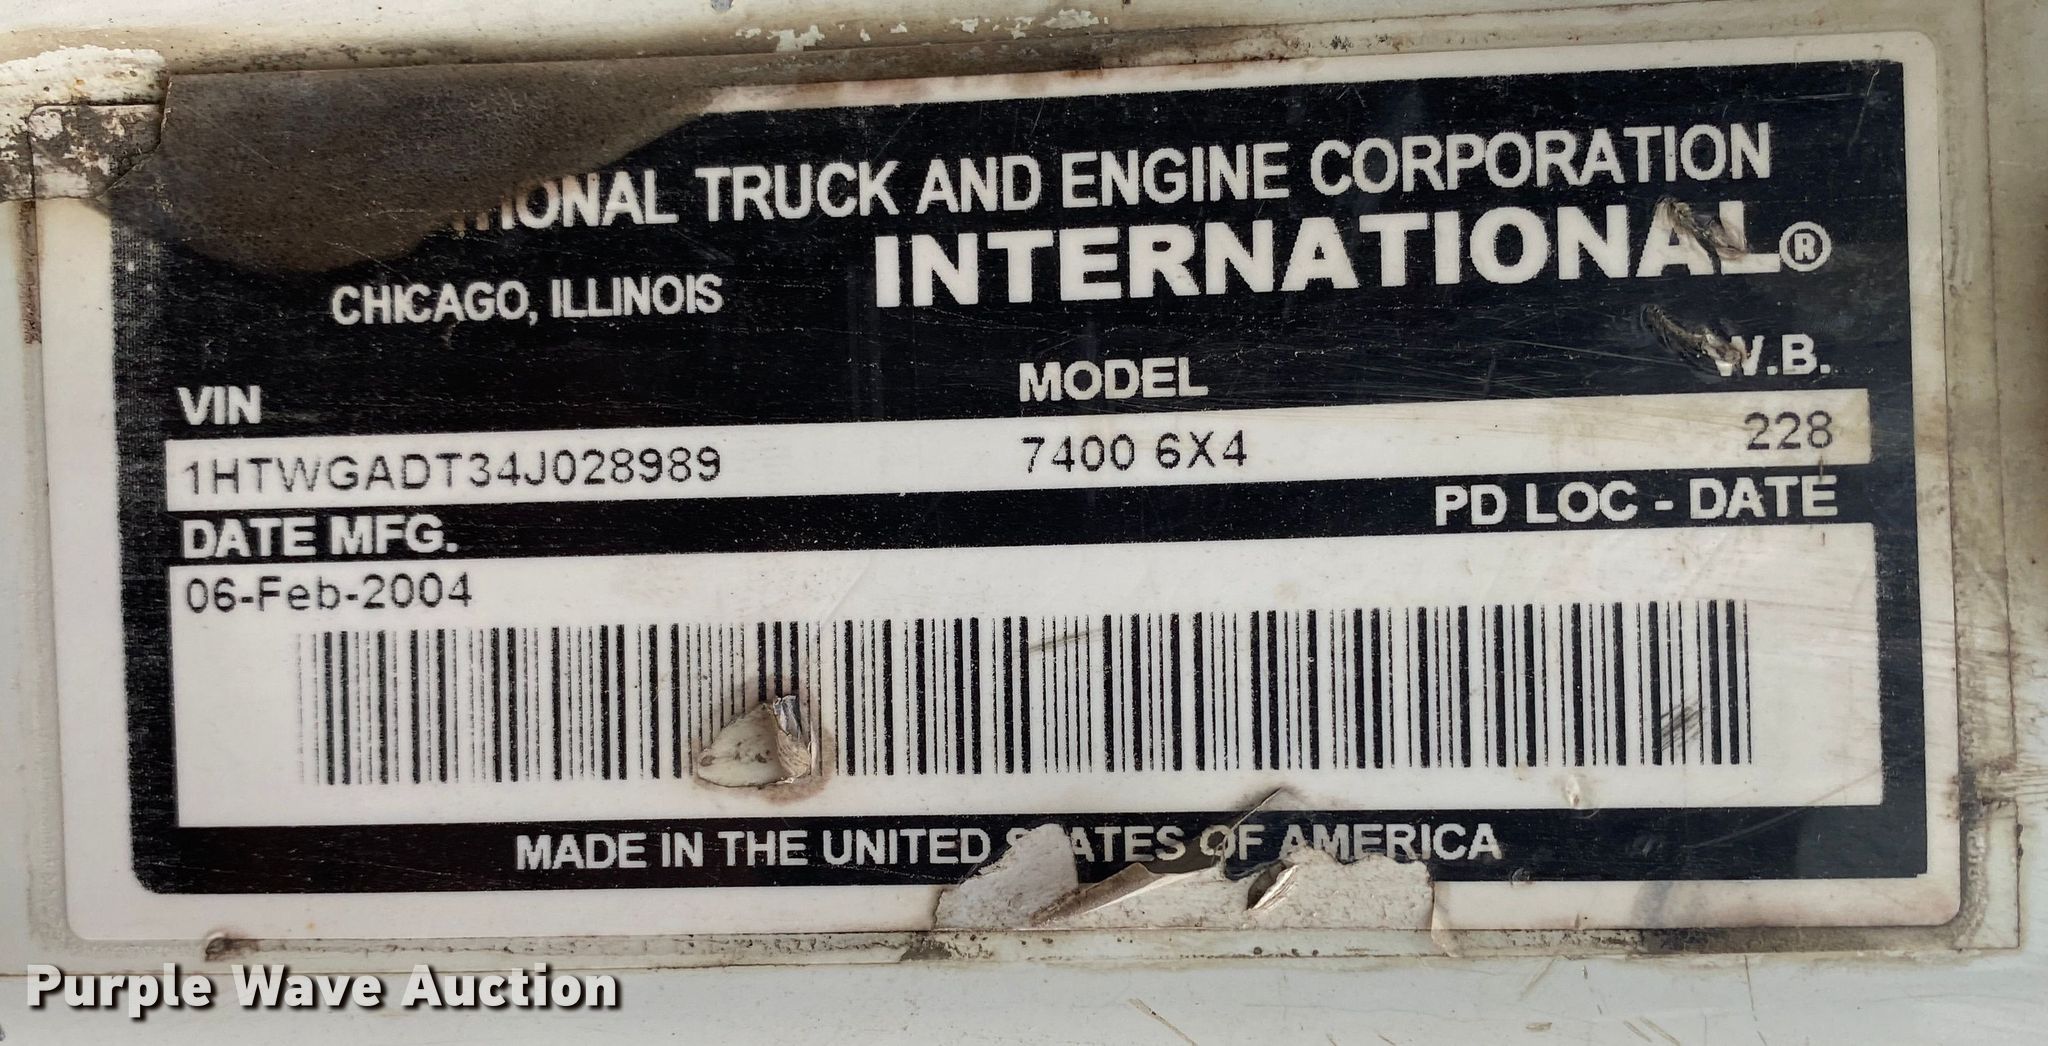 TIONAL TRUCK AND ENGINE CORPORATION
CHICAGO, ILLINOIS INTERNATIONAL®
VIN MODEL W.B.
1HTWGADT34J028989 7400 6X4 228
DATE MFG. PD LOC - DATE
06-Feb-2004
MADE IN THE UNITED STATES OF AMERICA
Purple Wave Auction